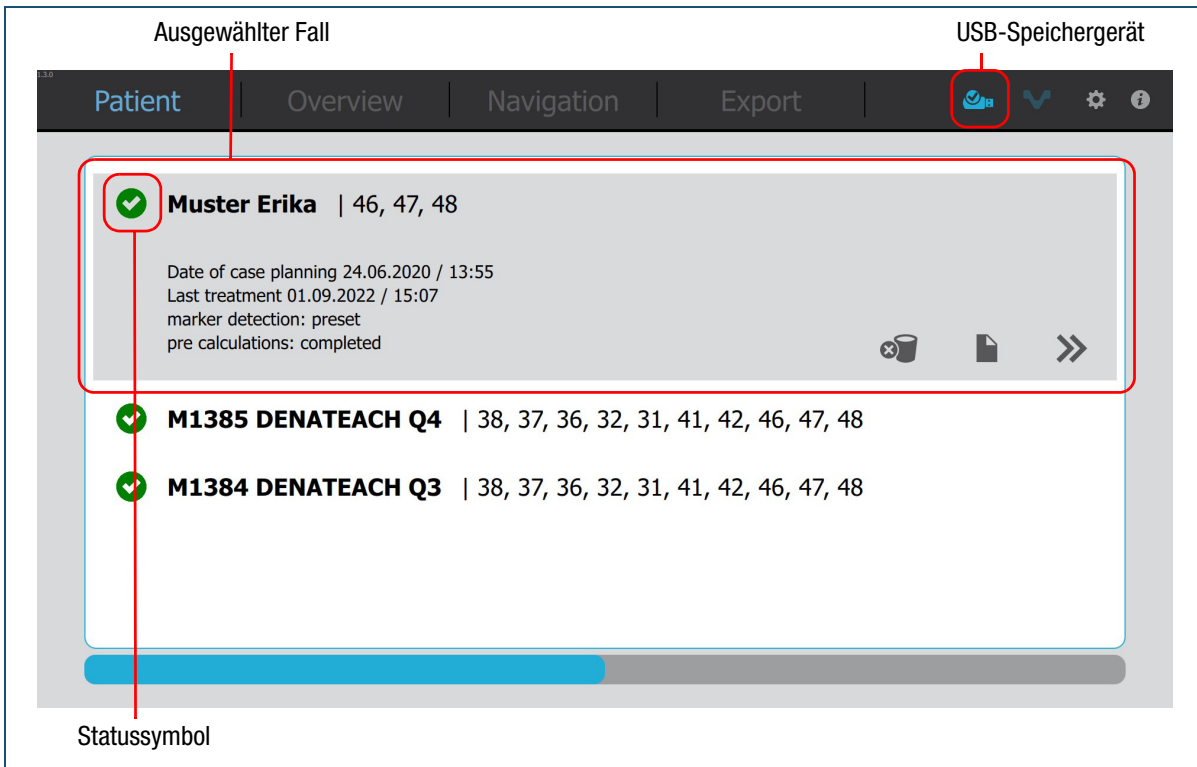 Ausgewählter Fall
USB-Speichergerät
1.3.0
Patient
Overview
Navigation
Export
Muster Erika | 46, 47, 48
Date of case planning 24.06.2020 / 13:55
Last treatment 01.09.2022 / 15:07
marker detection: preset
pre calculations: completed
M1385 DENATEACH Q4 | 38, 37, 36, 32, 31, 41, 42, 46, 47, 48
M1384 DENATEACH Q3 | 38, 37, 36, 32, 31, 41, 42, 46, 47, 48
Statussymbol